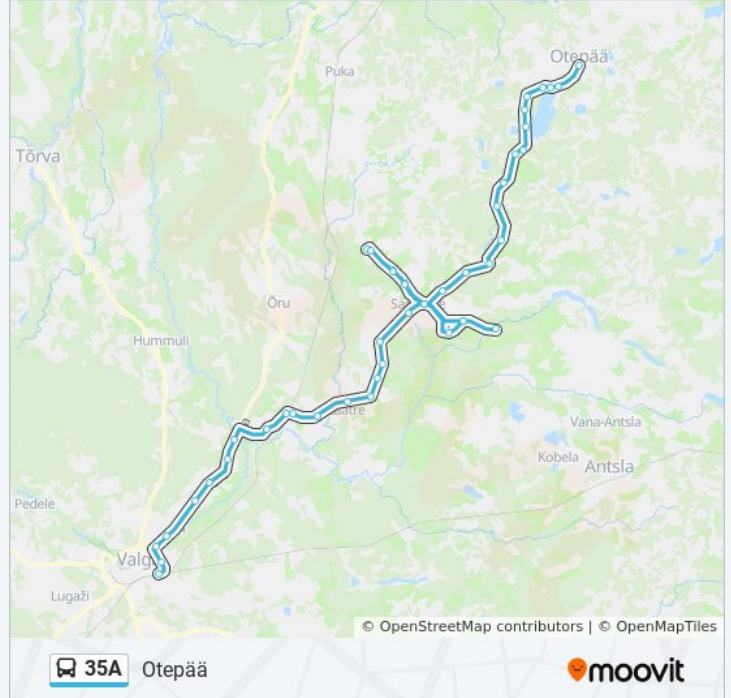 Otepää
Puka
Tõrva
Õru
Hummuli
Vana-Antsla
Kobela
Antsla
Pedele
Lugaži
© OpenStreetMap contributors | © OpenMapTiles
35A Otepää
moovit